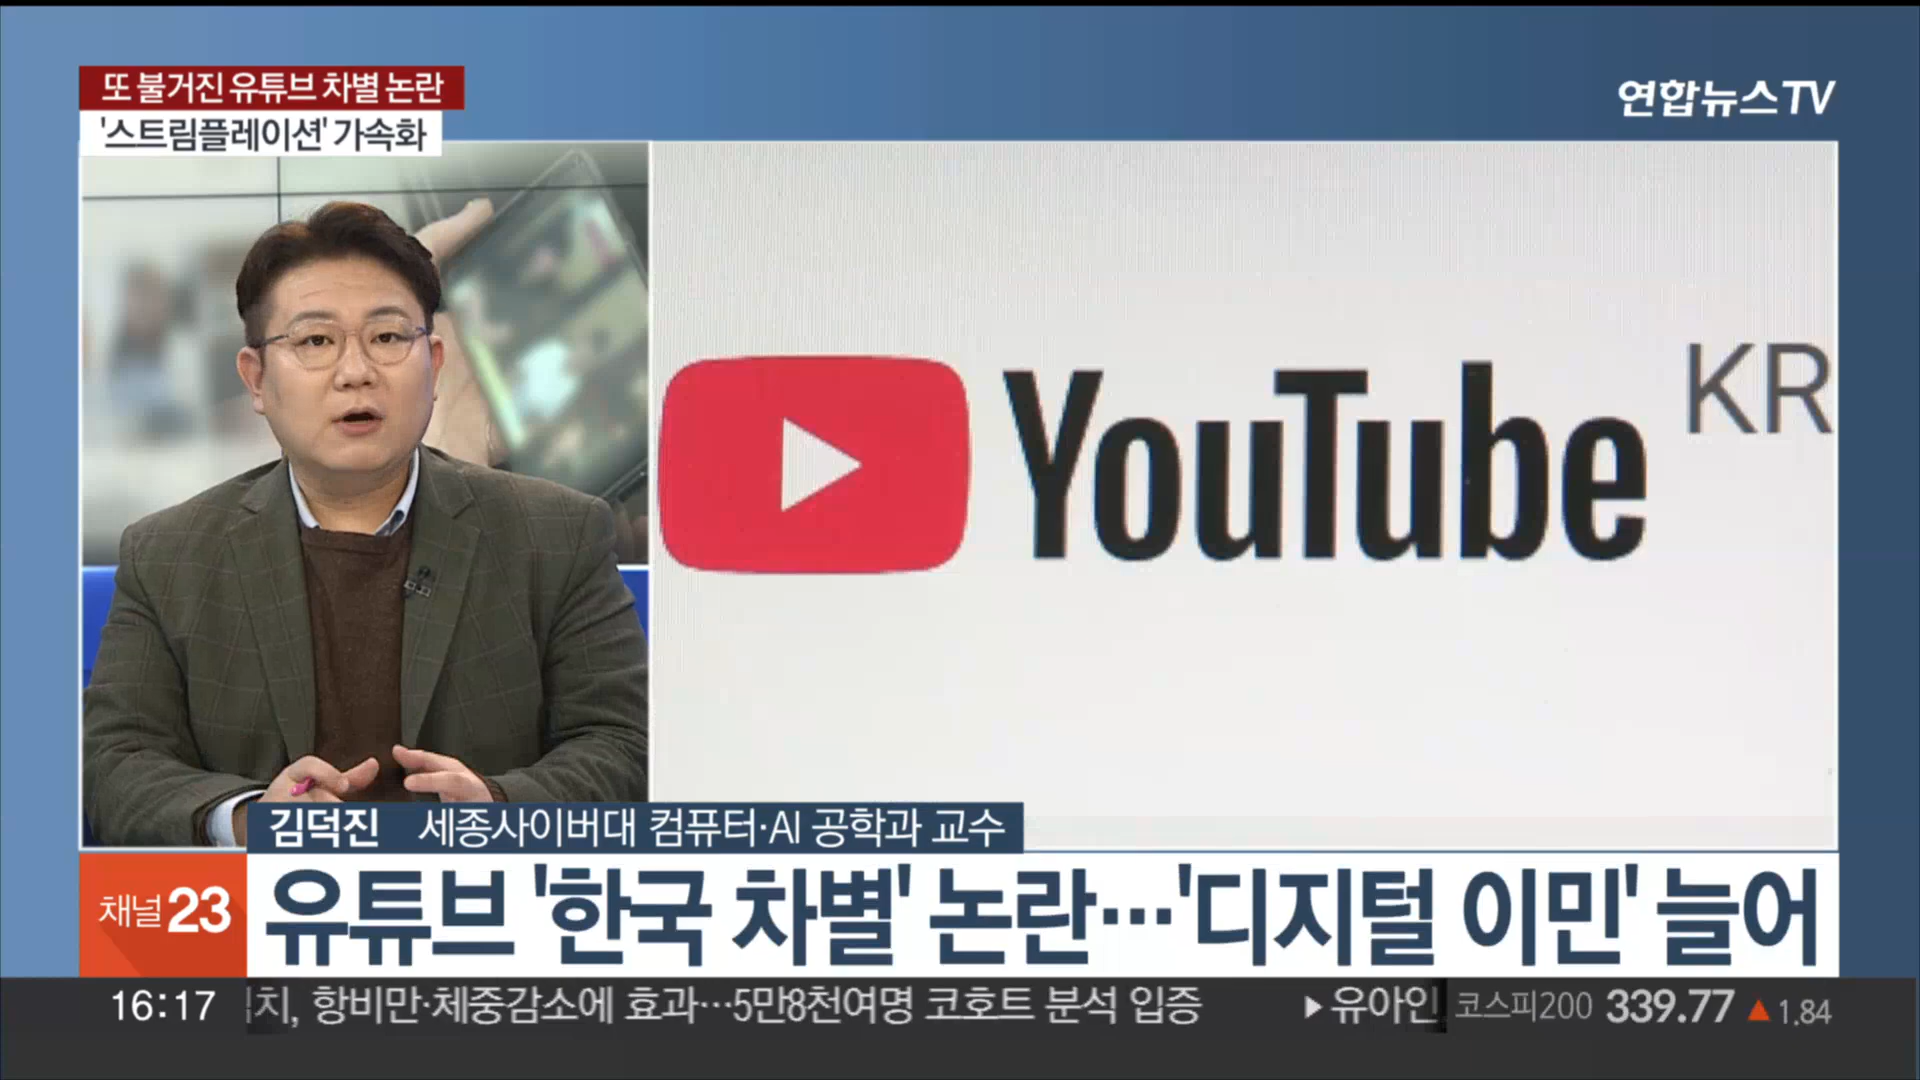 또 불거진 유튜브 차별 논란
'스트림플레이션' 가속화
연합뉴스TV
YouTube KR
김덕진 세종사이버대 컴퓨터·AI 공학과 교수
채널 23
유튜브 '한국 차별' 논란…'디지털 이민' 늘어
16:17 항비만·체중감소에 효과…5만8천여명 코호트 분석 입증 ▶유아인 코스피200 339.77 ▲1.84